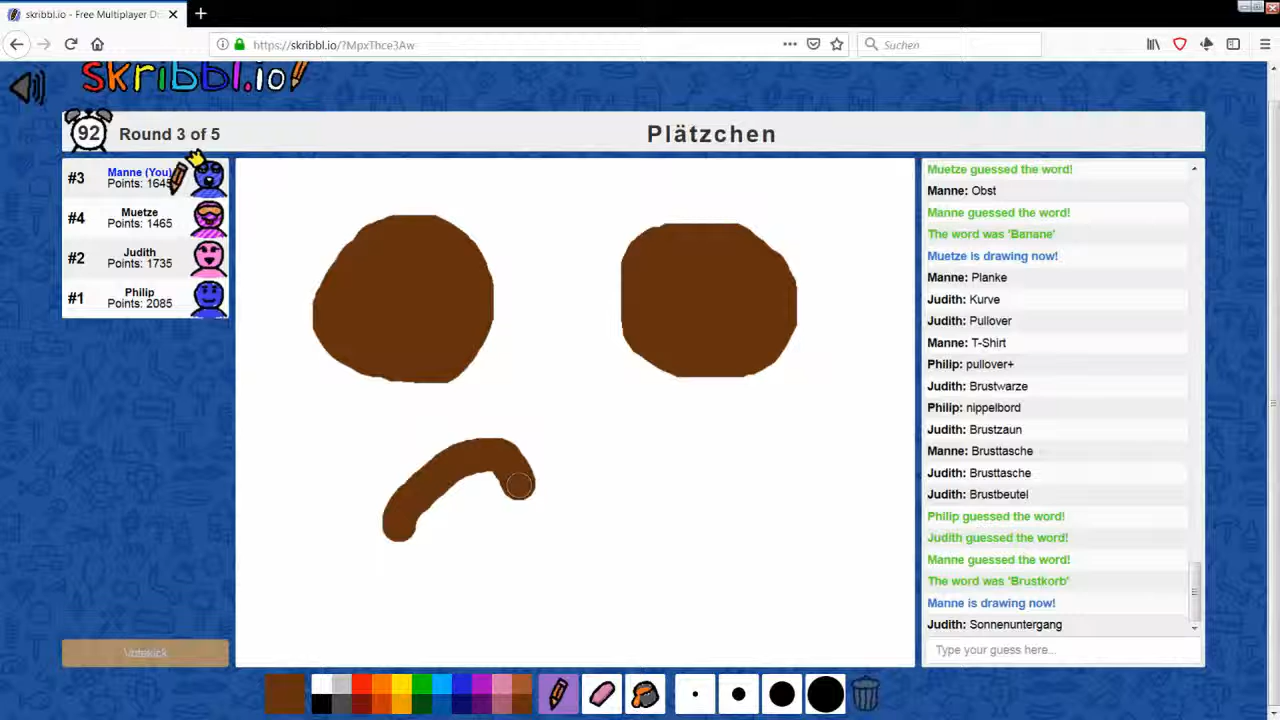 skribbl.io - Free Multiplayer Dr
https://skribbl.io/?MpxThce3Aw
Suchen
skribbl.io
92
Round 3 of 5
Plätzchen
#3
Manne (You)
Points: 1645
#4
Muetze
Points: 1465
#2
Judith
Points: 1735
#1
Philip
Points: 2085
Votekick
Muetze guessed the word!
Manne: Obst
Manne guessed the word!
The word was 'Banane'
Muetze is drawing now!
Manne: Planke
Judith: Kurve
Judith: Pullover
Manne: T-Shirt
Philip: pullover+
Judith: Brustwarze
Philip: nippelbord
Judith: Brustzaun
Manne: Brusttasche
Judith: Brusttasche
Judith: Brustbeutel
Philip guessed the word!
Judith guessed the word!
Manne guessed the word!
The word was 'Brustkorb'
Manne is drawing now!
Judith: Sonnenuntergang
Type your guess here...